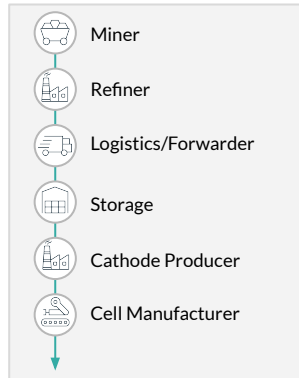 Miner
Refiner
Logistics/Forwarder
Storage
Cathode Producer
Cell Manufacturer